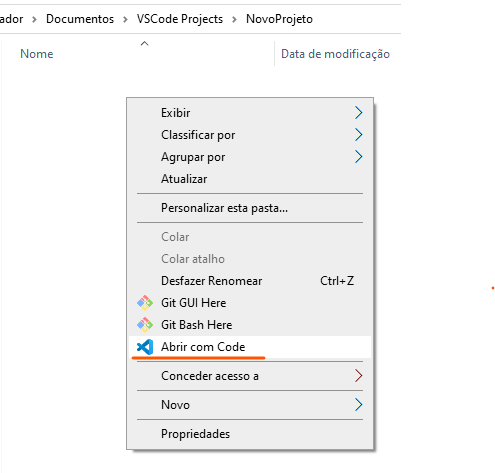 ador > Documentos > VSCode Projects > NovoProjeto
Nome Data de modificação
Exibir
Classificar por
Agrupar por
Atualizar
Personalizar esta pasta...
Colar
Colar atalho
Desfazer Renomear Ctrl+Z
Git GUI Here
Git Bash Here
Abrir com Code
Conceder acesso a
Novo
Propriedades